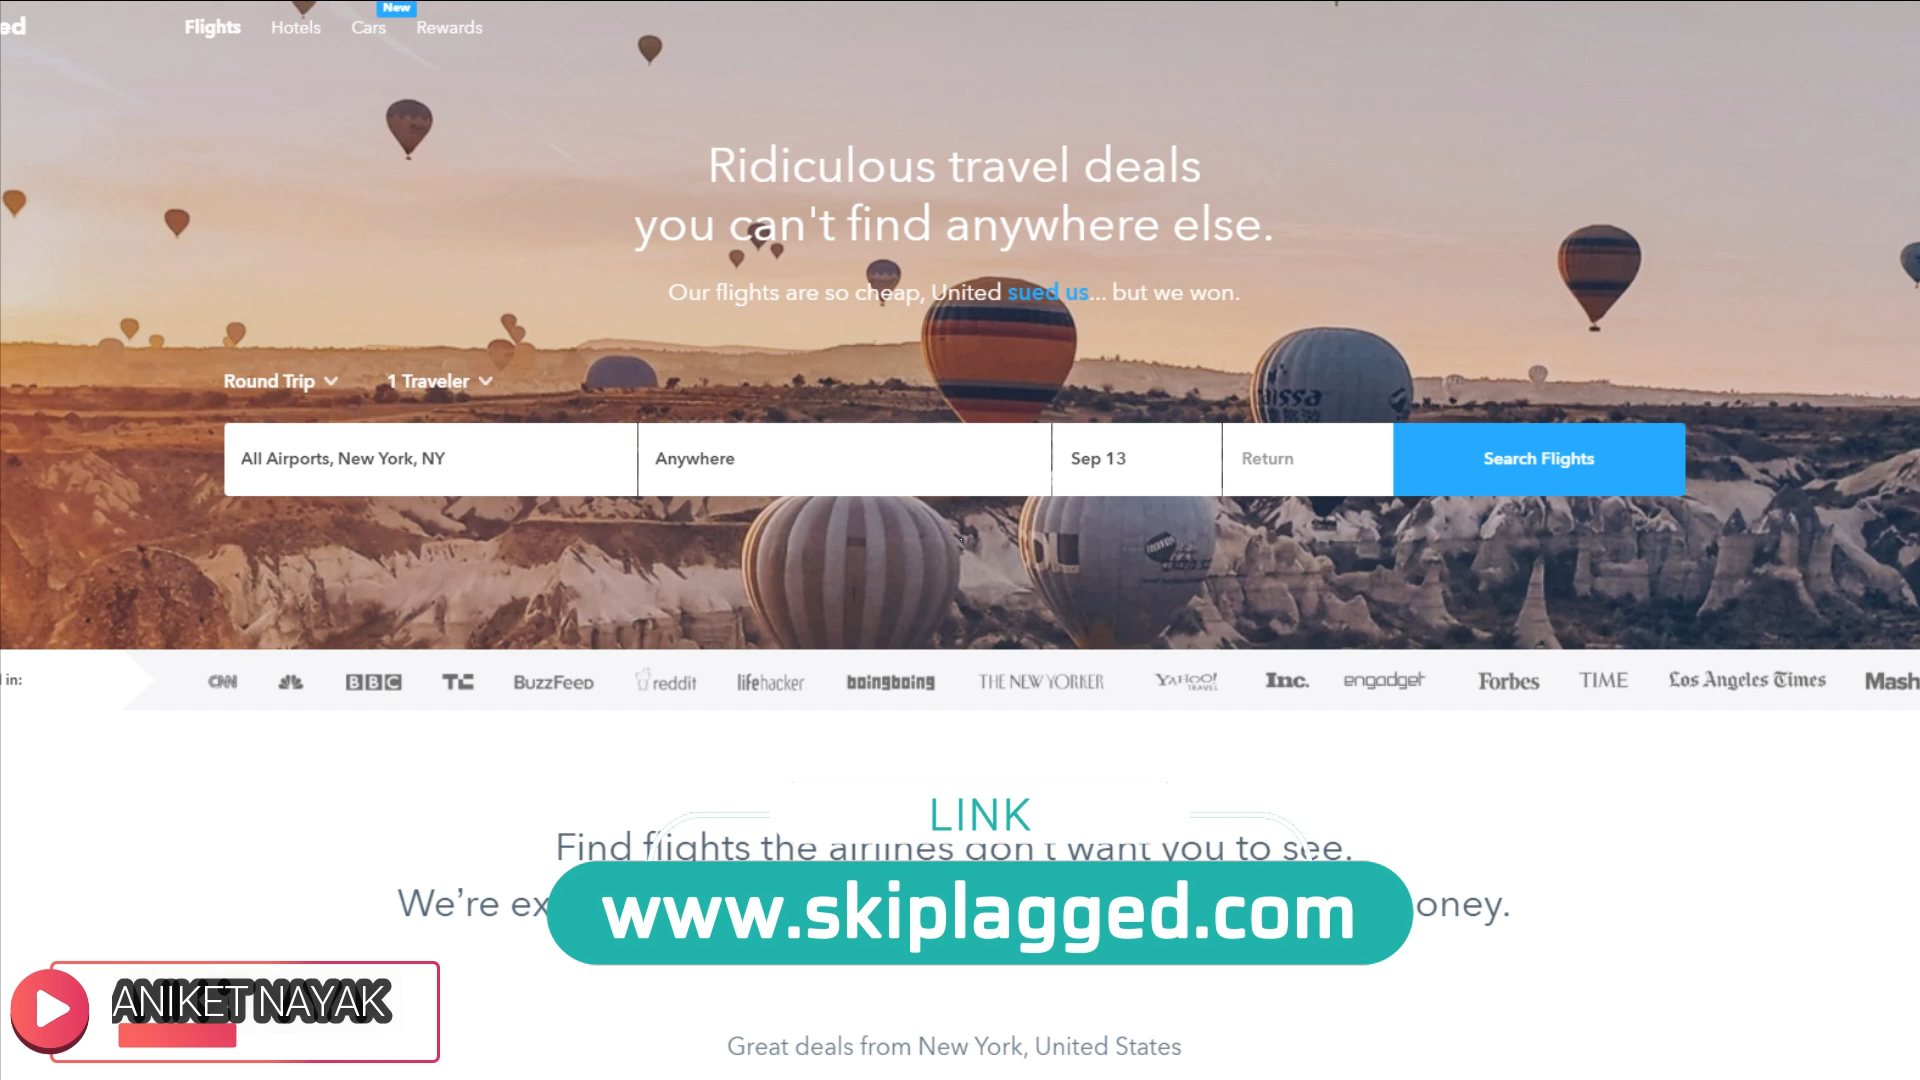 ed
Flights
Hotels
New
Cars
Rewards
Ridiculous travel deals
you can't find anywhere else.
Our flights are so cheap, United sued us... but we won.
Round Trip
1 Traveler
All Airports, New York, NY
Anywhere
Sep 13
Return
Search Flights
in:
CNN
BBC
TC
BuzzFeed
reddit
lifehacker
boingboing
THE NEW YORKER
YAHOO!
TRAVEL
Inc.
engadget
Forbes
TIME
Los Angeles Times
Mash
LINK
Find flights the airlines don't want you to see.
We're ex
oney.
www.skiplagged.com
ANIKET NAYAK
Great deals from New York, United States